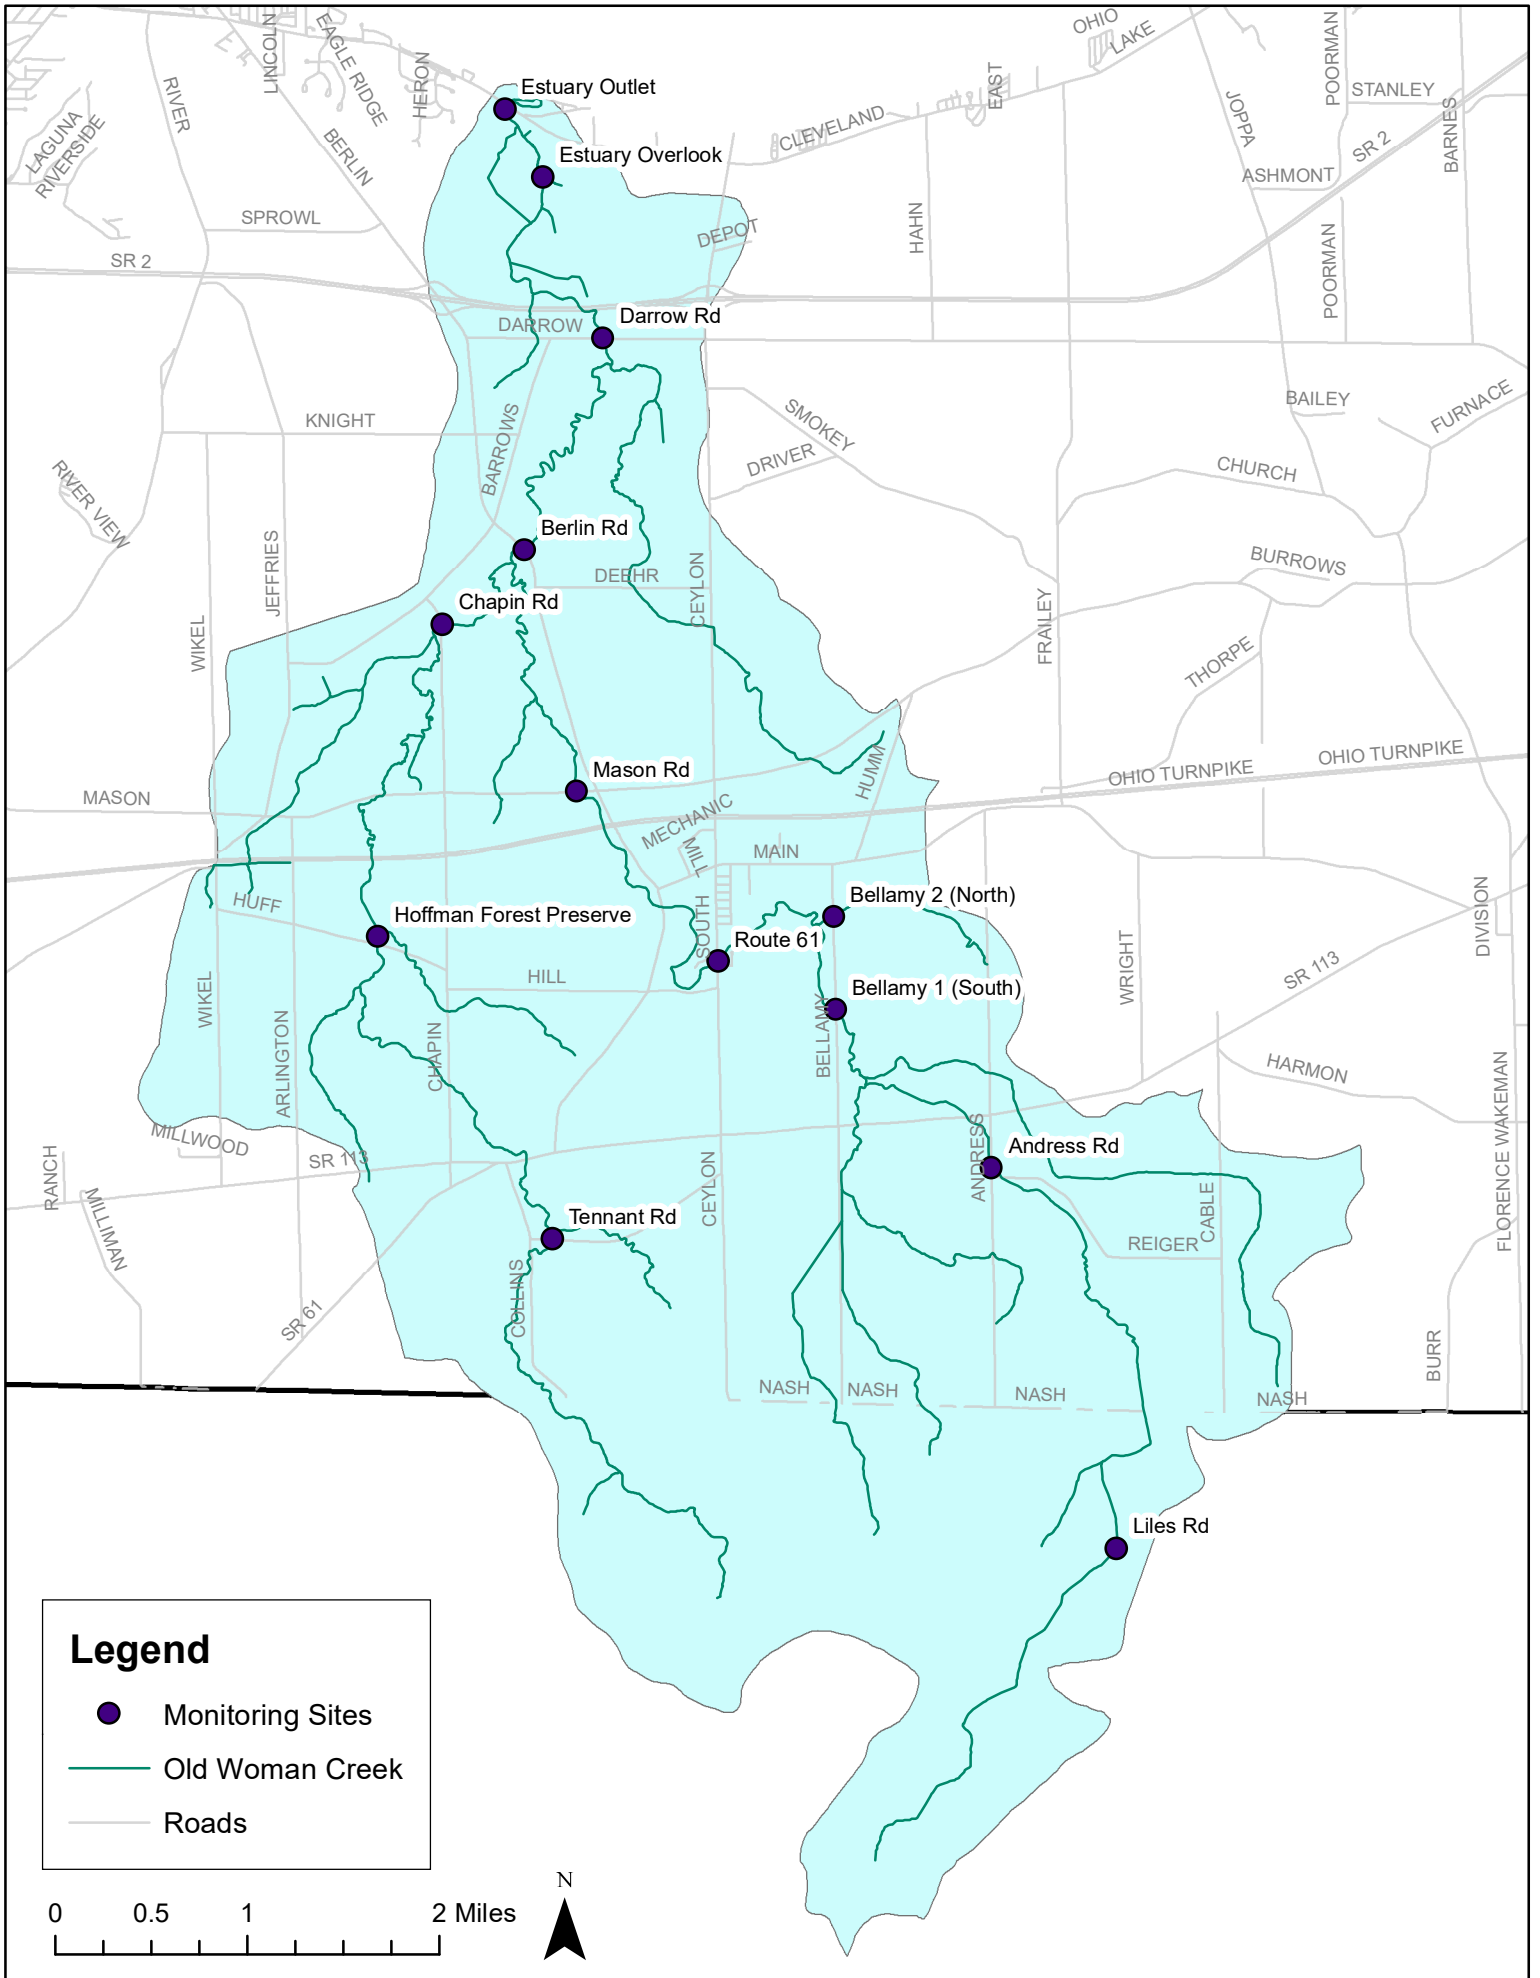 OHIO
LAKE
LINCOLN
EAGLE RIDGE
HERON
POORMAN
STANLEY
EAST
RIVER
Estuary Outlet
JOPPA
BARNES
LAGUNA
RIVERSIDE
BERLIN
CLEVELAND
SR 2
Estuary Overlook
ASHMONT
SPROWL
DEPOT
HAHN
SR 2
POORMAN
Darrow Rd
DARROW
KNIGHT
BARROWS
SMOKEY
BAILEY
FURNACE
DRIVER
CHURCH
RIVER VIEW
Berlin Rd
JEFFRIES
DEEHR
CEYLON
BURROWS
Chapin Rd
WIKEL
FRAILEY
THORPE
Mason Rd
HUMM
OHIO TURNPIKE
OHIO TURNPIKE
MASON
MECHANIC
MILL
MAIN
HUFF
Bellamy 2 (North)
Hoffman Forest Preserve
SOUTH
Route 61
DIVISION
WRIGHT
HILL
SR 113
Bellamy 1 (South)
WIKEL
BELLAMY
ARLINGTON
CHAPIN
HARMON
FLORENCE WAKEMAN
MILLWOOD
SR 113
ANDRESS
Andress Rd
RANCH
CEYLON
CABLE
MILLIMAN
Tennant Rd
REIGER
COLLINS
SR 61
BURR
NASH
NASH
NASH
NASH
Liles Rd
Legend
Monitoring Sites
Old Woman Creek
Roads
N
0 0.5 1 2 Miles